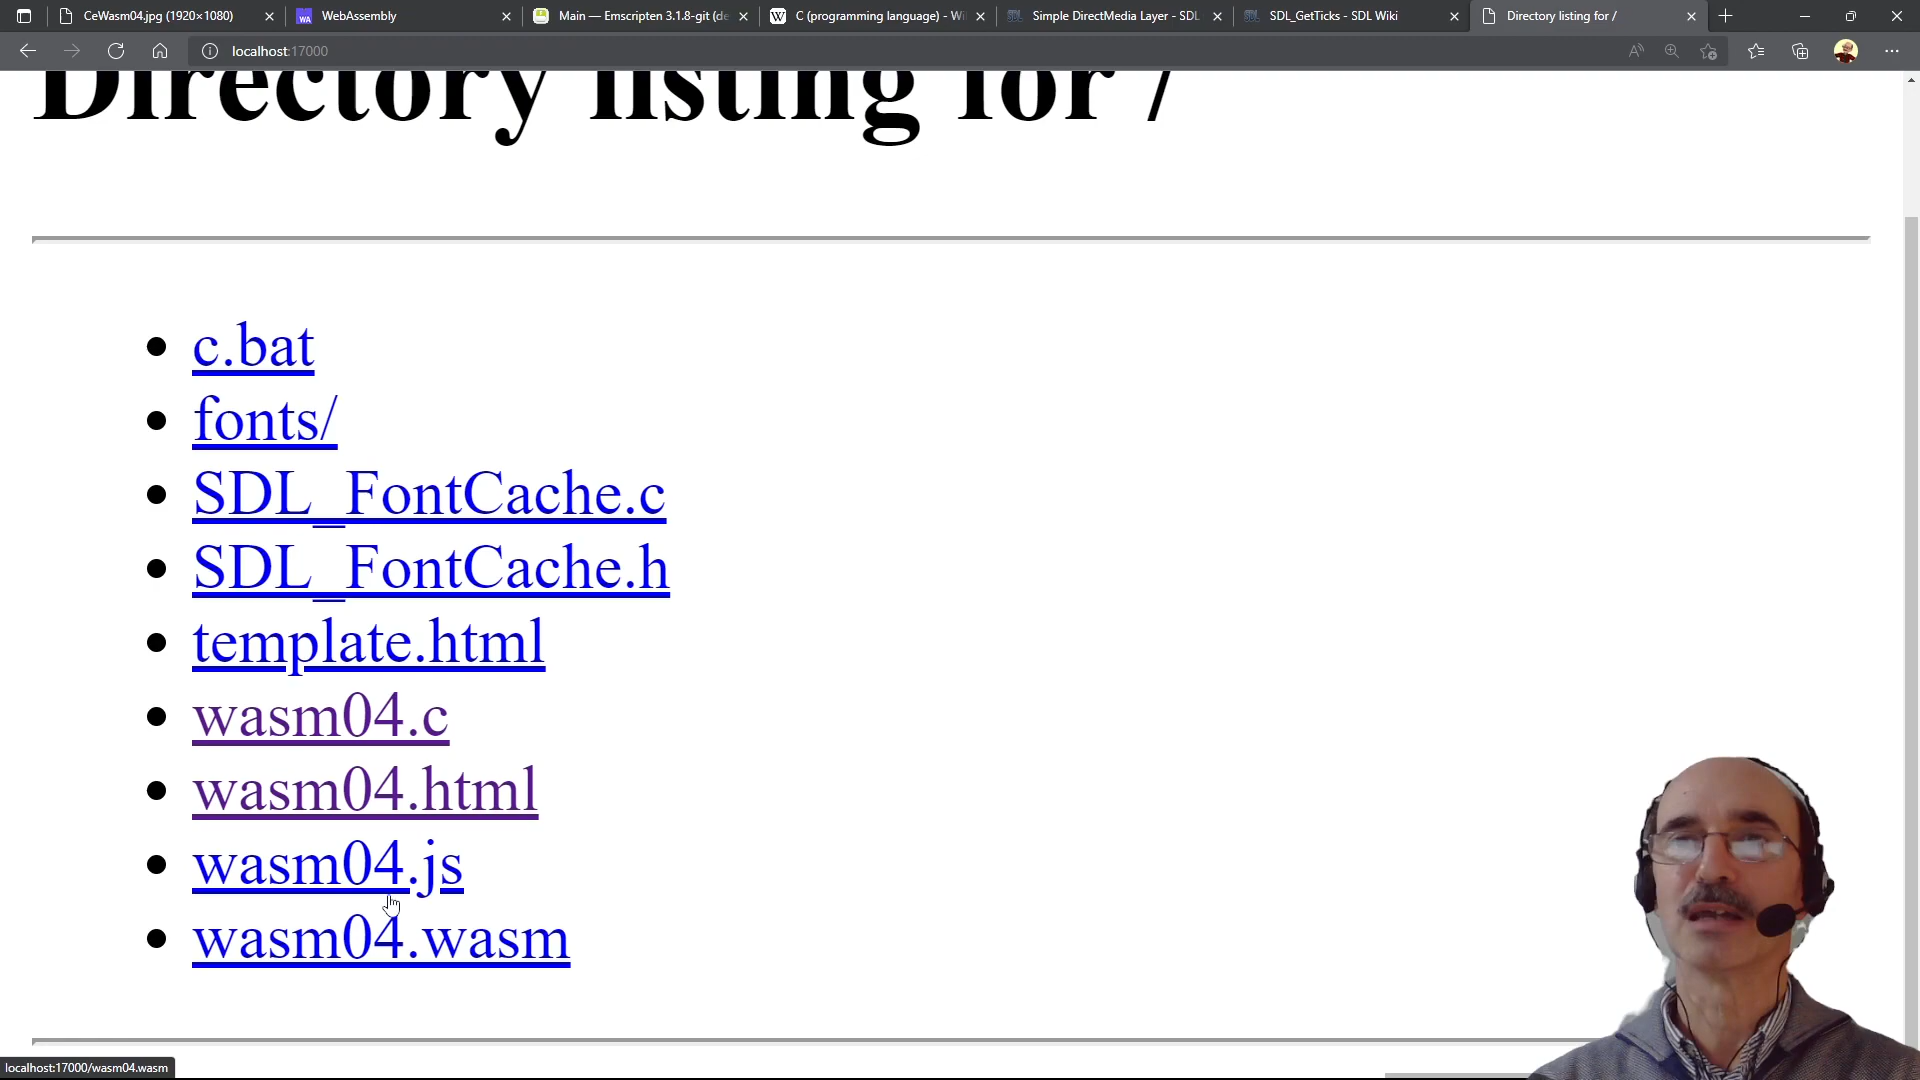 CeWasm04.jpg (1920×1080)
WebAssembly
Main — Emscripten 3.1.8-git (de
C (programming language) - Wi
Simple DirectMedia Layer - SDL
SDL_GetTicks - SDL Wiki
Directory listing for /
localhost:17000
Directory listing for /
c.bat
fonts/
SDL_FontCache.c
SDL_FontCache.h
template.html
wasm04.c
wasm04.html
wasm04.js
wasm04.wasm
localhost:17000/wasm04.wasm